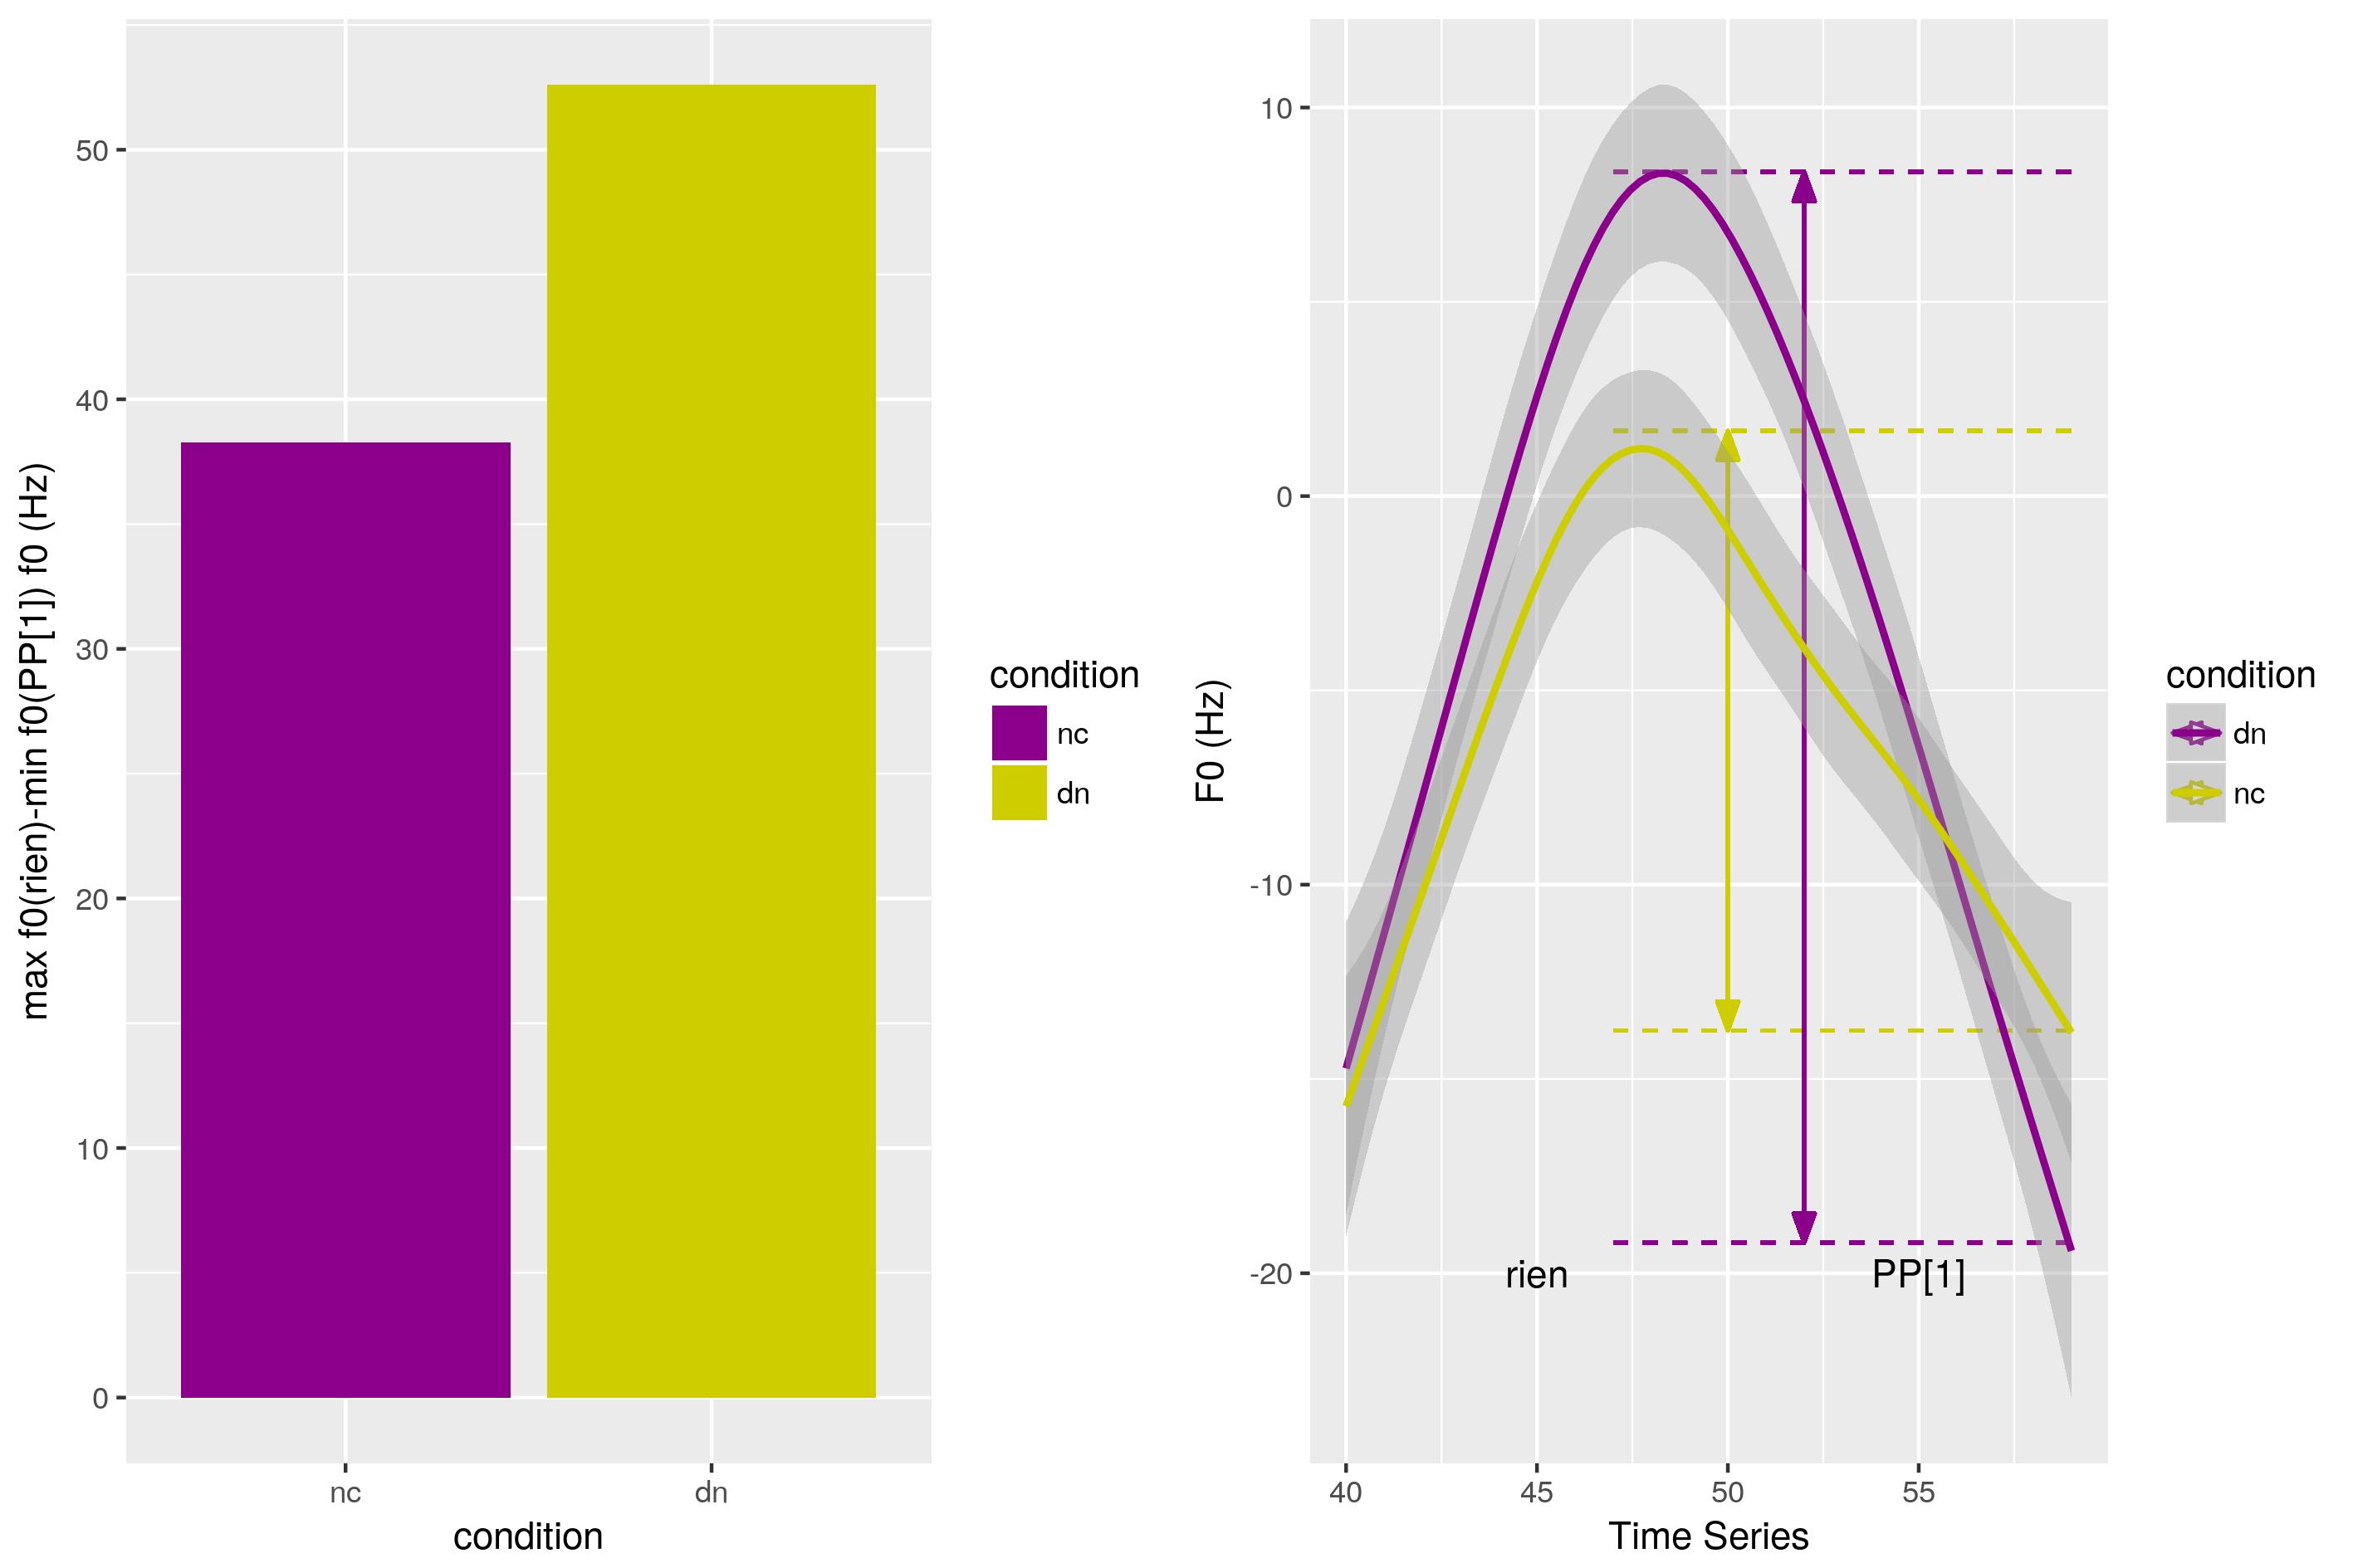 max f0(rien)-min f0(PP[1]) f0 (Hz)
50
40
30
20
10
0
nc
dn
condition
condition
nc
dn
F0 (Hz)
10
0
-10
-20
rien
PP[1]
40
45
50
55
Time Series
condition
dn
nc